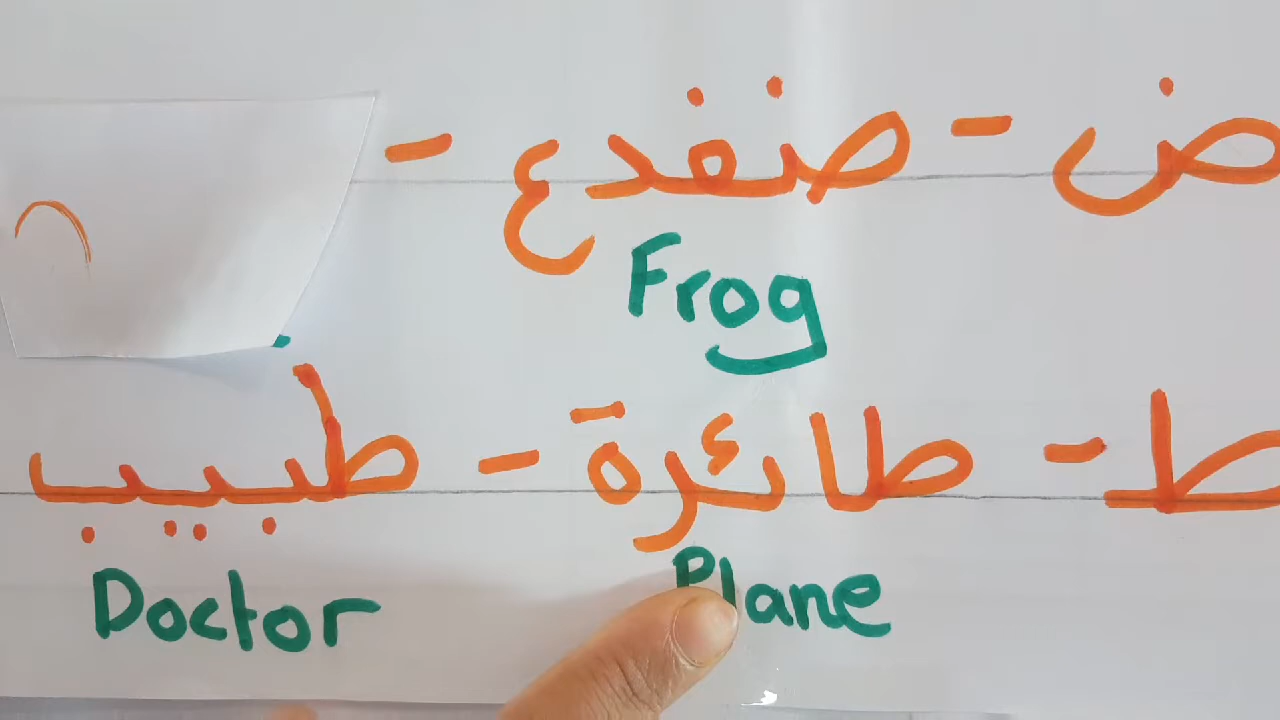 ض - ضفدع -
Frog
ط - طائرة - طبيب
Doctor Plane